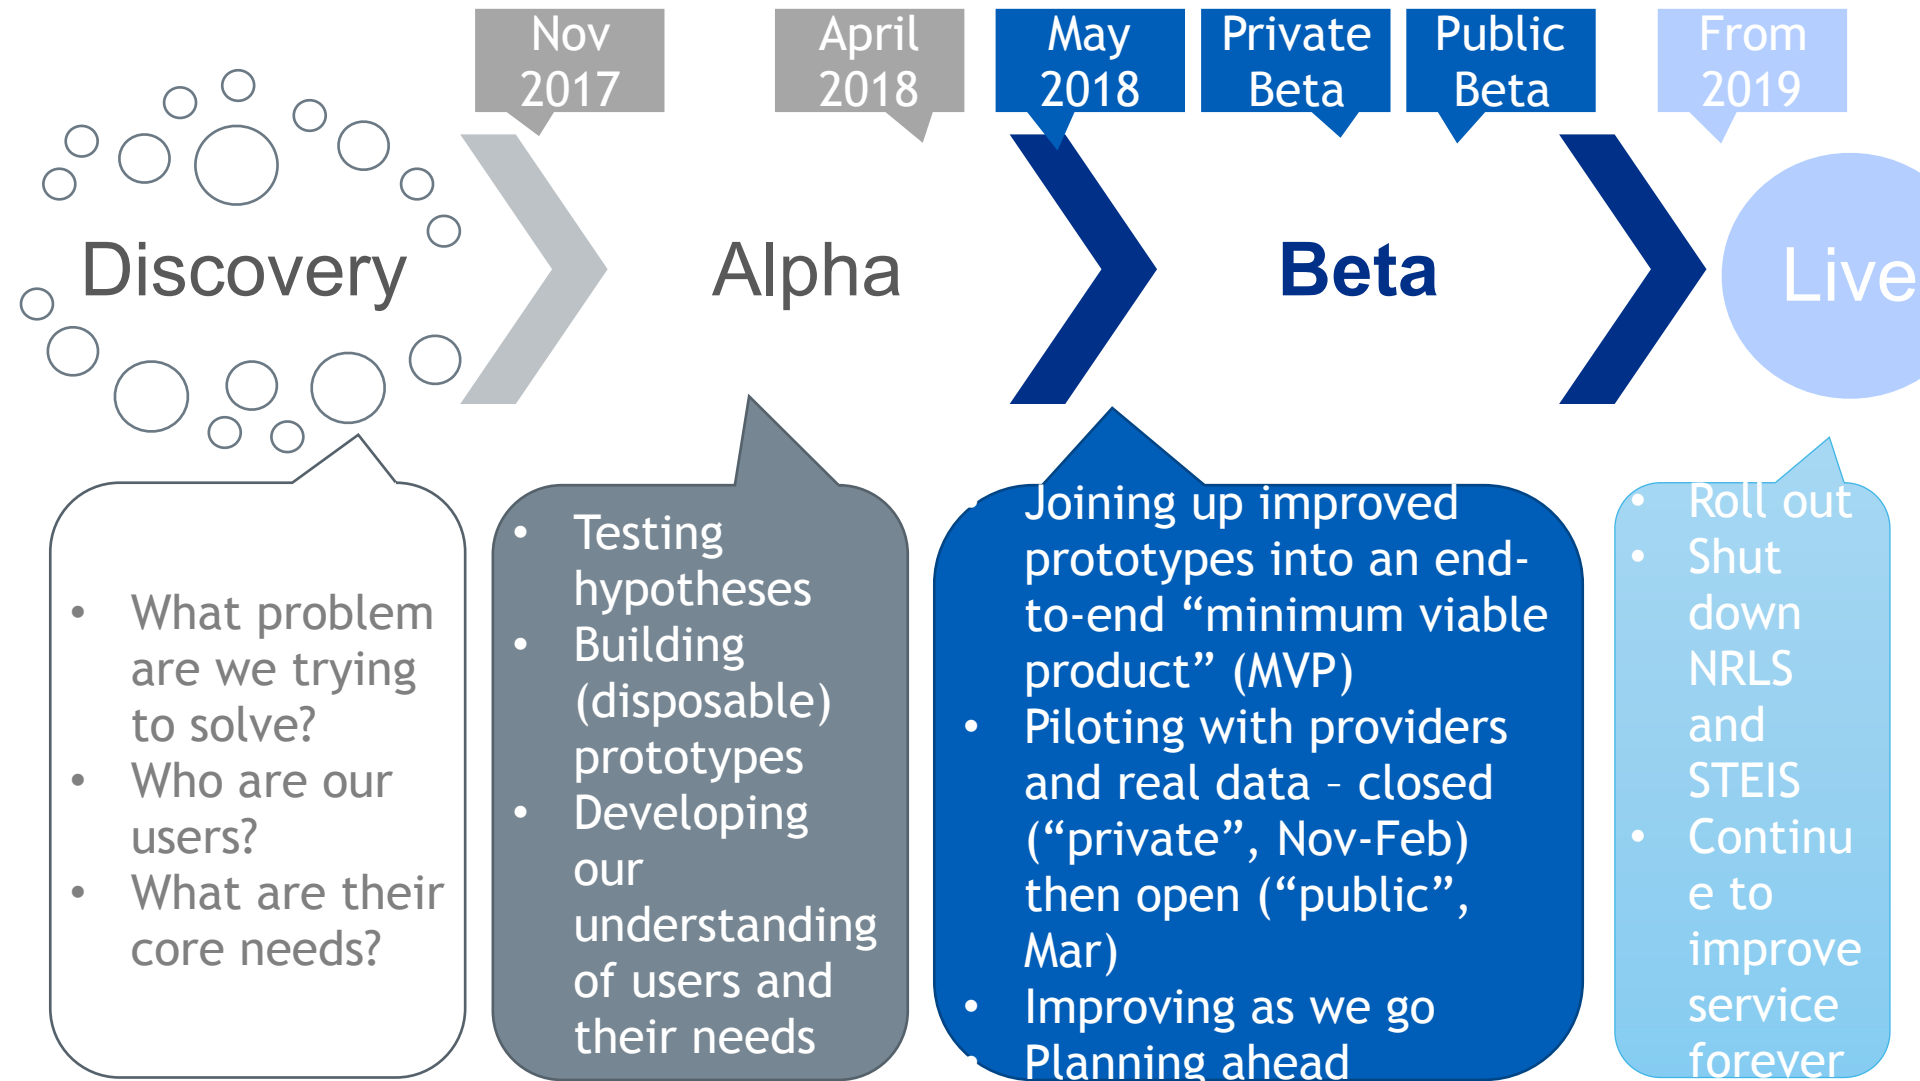 Nov
2017
April
2018
May
2018
Private
Beta
Public
Beta
From
2019
Discovery
Alpha
Beta
Live
• What problem
are we trying
to solve?
• Who are our
users?
• What are their
core needs?
• Testing
hypotheses
• Building
(disposable)
prototypes
• Developing
our
understanding
of users and
their needs
• Joining up improved
prototypes into an end-
to-end “minimum viable
product” (MVP)
• Piloting with providers
and real data – closed
(“private”, Nov-Feb)
then open (“public”,
Mar)
• Improving as we go
• Planning ahead
• Roll out
• Shut
down
NRLS
and
STEIS
• Continu
e to
improve
service
forever